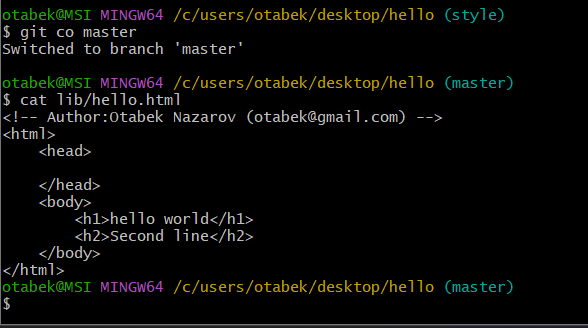 otabek@MSI MINGW64 /c/users/otabek/desktop/hello (style)
$ git co master
Switched to branch 'master'

otabek@MSI MINGW64 /c/users/otabek/desktop/hello (master)
$ cat lib/hello.html
<!-- Author:Otabek Nazarov (otabek@gmail.com) -->
<html>
    <head>

    </head>
    <body>
        <h1>hello world</h1>
        <h2>Second line</h2>
    </body>
</html>
otabek@MSI MINGW64 /c/users/otabek/desktop/hello (master)
$